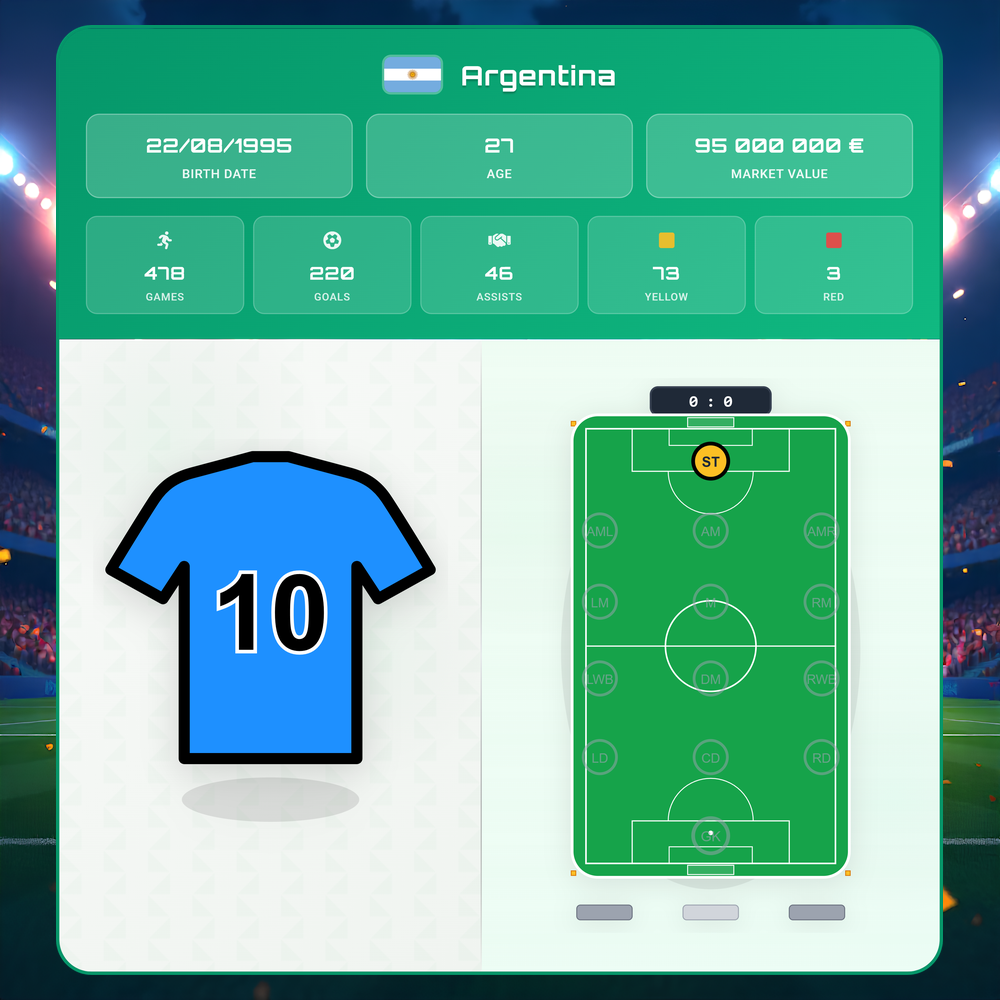 Argentina
22/08/1995
BIRTH DATE
27
AGE
95 000 000 €
MARKET VALUE
478
GAMES
220
GOALS
46
ASSISTS
73
YELLOW
3
RED
10
0 : 0
ST
AML
AM
AMR
LM
M
RM
LWB
DM
RWB
LD
CD
RD
GK